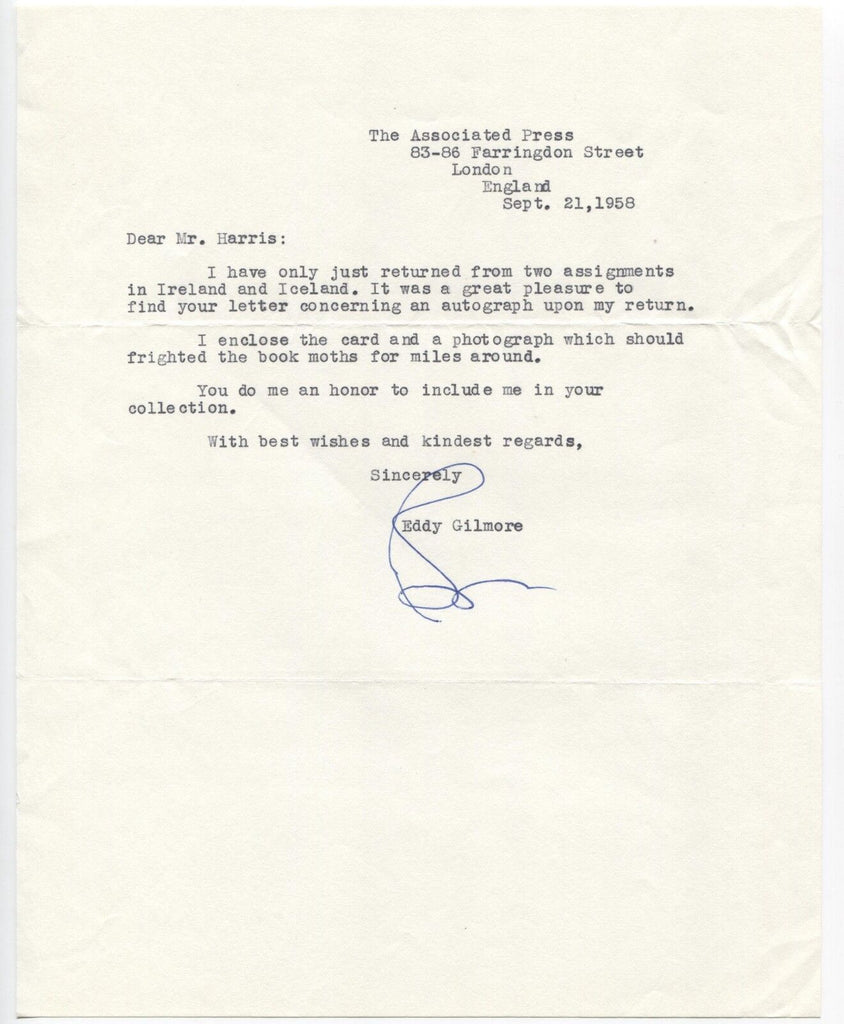 The Associated Press
83-86 Farringdon Street
London
England
Sept. 21,1958
Dear Mr. Harris:
I have only just returned from two assignments
in Ireland and Iceland. It was a great pleasure to
find your letter concerning an autograph upon my return.
I enclose the card and a photograph which should
frighted the book moths for miles around.
You do me an honor to include me in your
collection.
With best wishes and kindest regards,
Sincerely
Eddy Gilmore